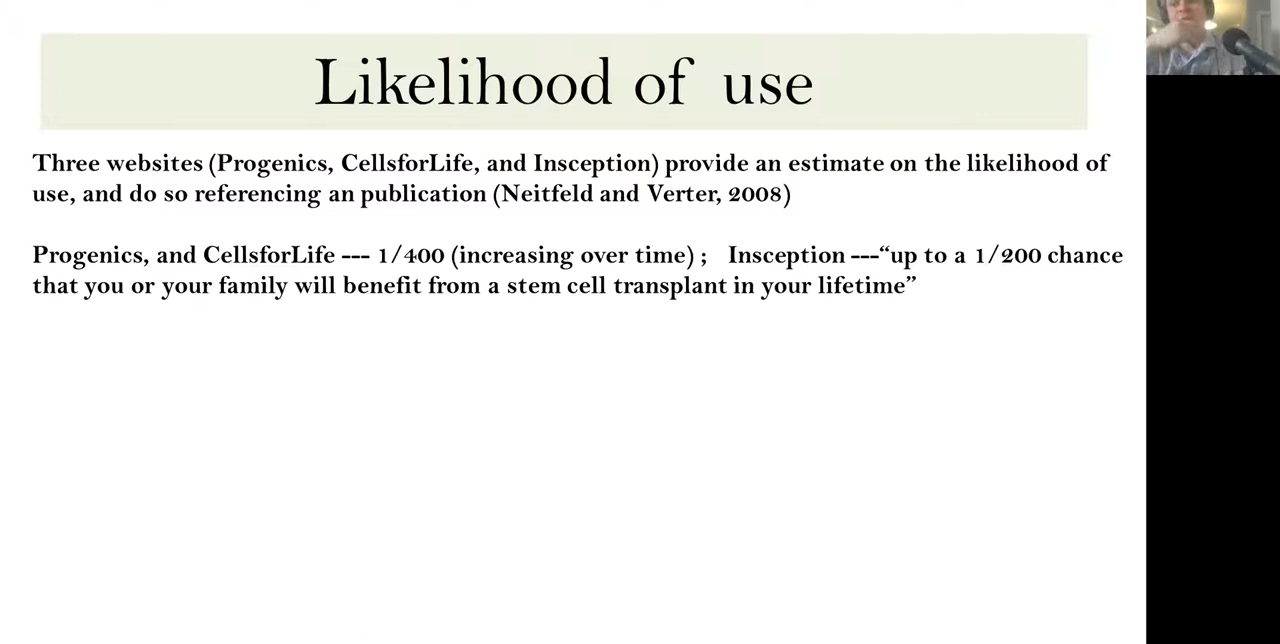 Likelihood of use
Three websites (Progenics, CellsforLife, and Insception) provide an estimate on the likelihood of
use, and do so referencing an publication (Neitfeld and Verter, 2008)
Progenics, and CellsforLife --- 1/400 (increasing over time) ; Insception ---“up to a 1/200 chance
that you or your family will benefit from a stem cell transplant in your lifetime”